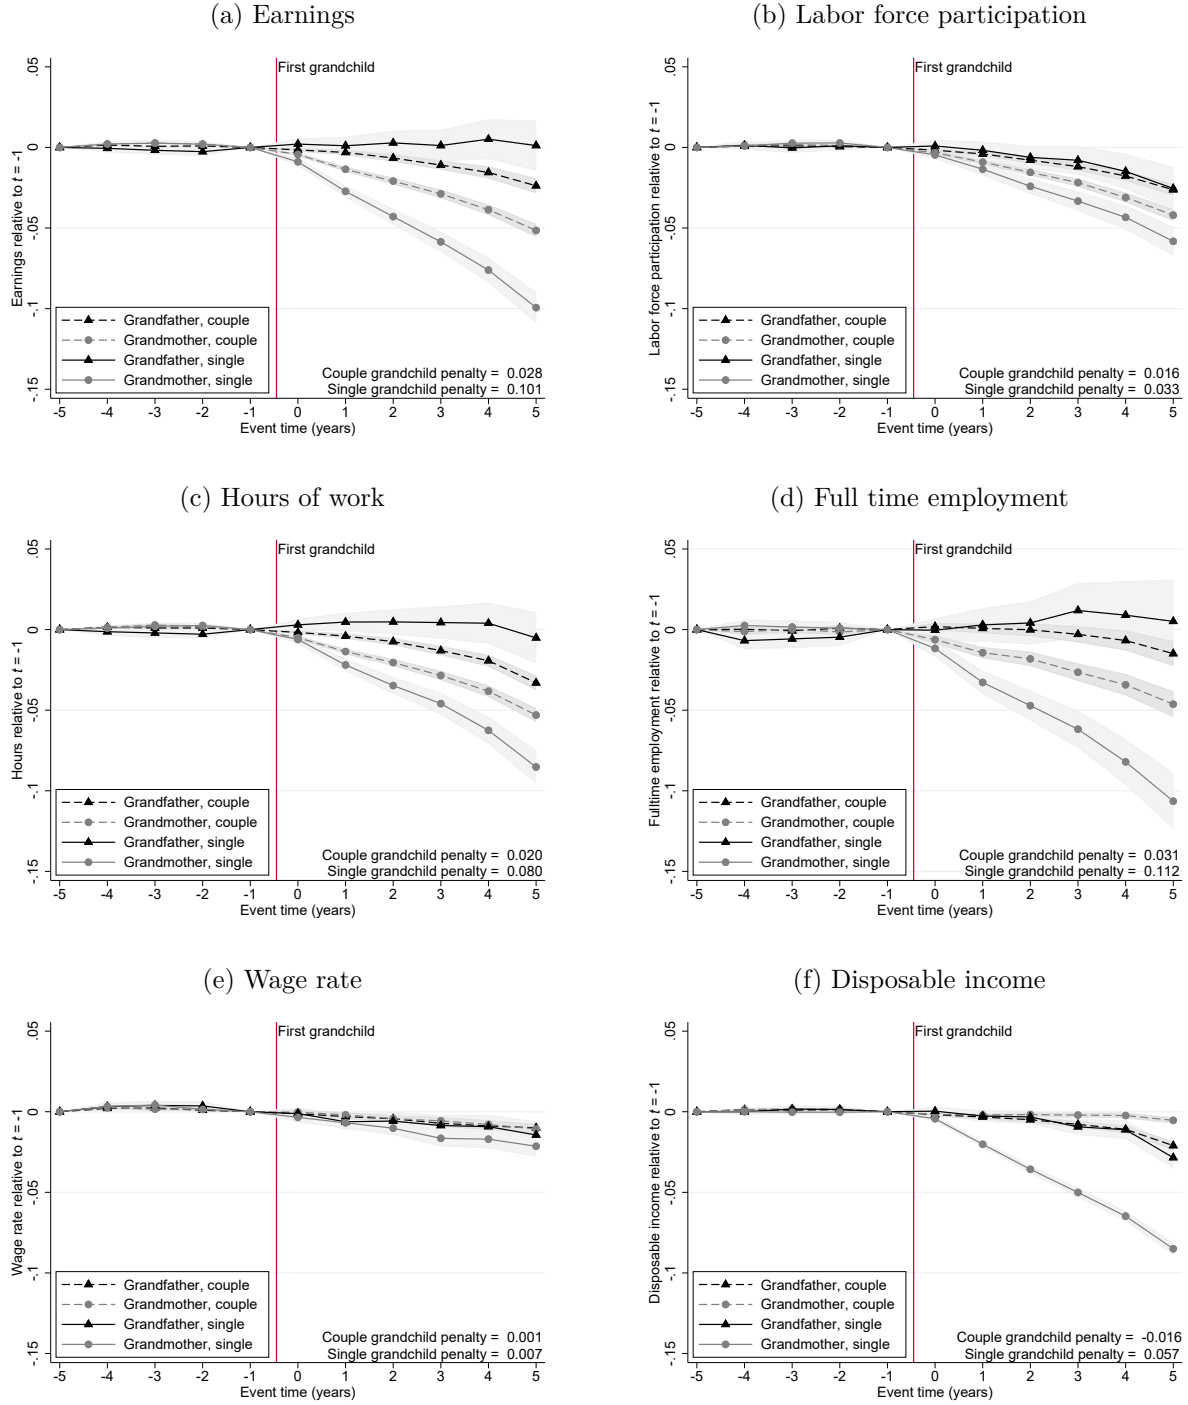 (a) Earnings
First grandchild
Earnings relative to t = -1
.05
0
-.05
-.1
-.15
Grandfather, couple
Grandmother, couple
Grandfather, single
Grandmother, single
Couple grandchild penalty = 0.028
Single grandchild penalty = 0.101
-5 -4 -3 -2 -1 0 1 2 3 4 5
Event time (years)
(b) Labor force participation
First grandchild
Labor force participation relative to t = -1
.05
0
-.05
-.1
-.15
Grandfather, couple
Grandmother, couple
Grandfather, single
Grandmother, single
Couple grandchild penalty = 0.016
Single grandchild penalty = 0.033
-5 -4 -3 -2 -1 0 1 2 3 4 5
Event time (years)
(c) Hours of work
First grandchild
Hours relative to t = -1
.05
0
-.05
-.1
-.15
Grandfather, couple
Grandmother, couple
Grandfather, single
Grandmother, single
Couple grandchild penalty = 0.020
Single grandchild penalty = 0.080
-5 -4 -3 -2 -1 0 1 2 3 4 5
Event time (years)
(d) Full time employment
First grandchild
Fulltime employment relative to t = -1
.05
0
-.05
-.1
-.15
Grandfather, couple
Grandmother, couple
Grandfather, single
Grandmother, single
Couple grandchild penalty = 0.031
Single grandchild penalty = 0.112
-5 -4 -3 -2 -1 0 1 2 3 4 5
Event time (years)
(e) Wage rate
First grandchild
Wage rate relative to t = -1
.05
0
-.05
-.1
-.15
Grandfather, couple
Grandmother, couple
Grandfather, single
Grandmother, single
Couple grandchild penalty = 0.001
Single grandchild penalty = 0.007
-5 -4 -3 -2 -1 0 1 2 3 4 5
Event time (years)
(f) Disposable income
First grandchild
Disposable income relative to t = -1
.05
0
-.05
-.1
-.15
Grandfather, couple
Grandmother, couple
Grandfather, single
Grandmother, single
Couple grandchild penalty = -0.016
Single grandchild penalty = 0.057
-5 -4 -3 -2 -1 0 1 2 3 4 5
Event time (years)